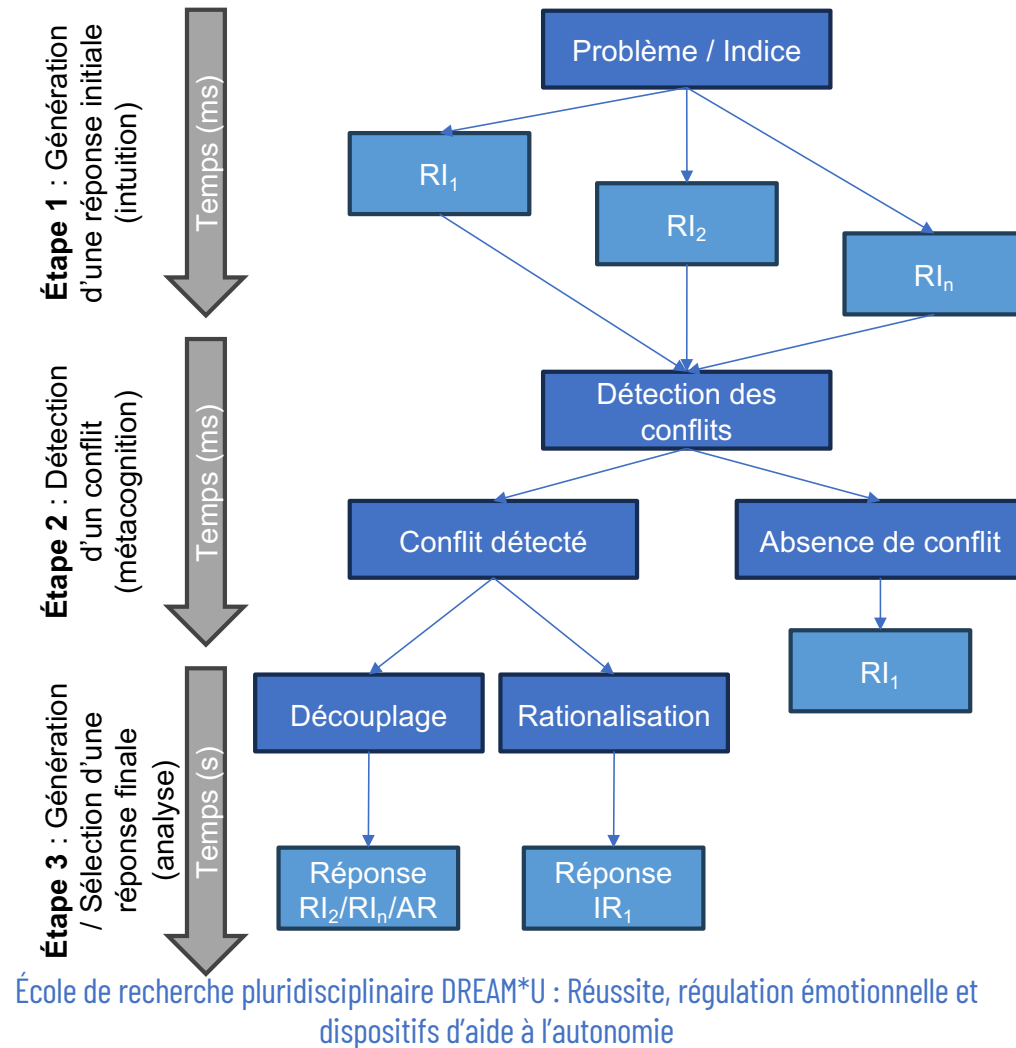 Étape 1 : Génération
d'une réponse initiale
(intuition)
Temps (ms)
Problème / Indice
RI₁
RI₂
RIₙ
Étape 2 : Détection
d'un conflit
(métacognition)
Temps (ms)
Détection des
conflits
Conflit détecté
Absence de conflit
RI₁
Étape 3 : Génération
/ Sélection d'une
réponse finale
(analyse)
Temps (s)
Découplage
Rationalisation
Réponse
RI₂/RIₙ/AR
Réponse
IR₁
École de recherche pluridisciplinaire DREAM*U : Réussite, régulation émotionnelle et
dispositifs d'aide à l'autonomie